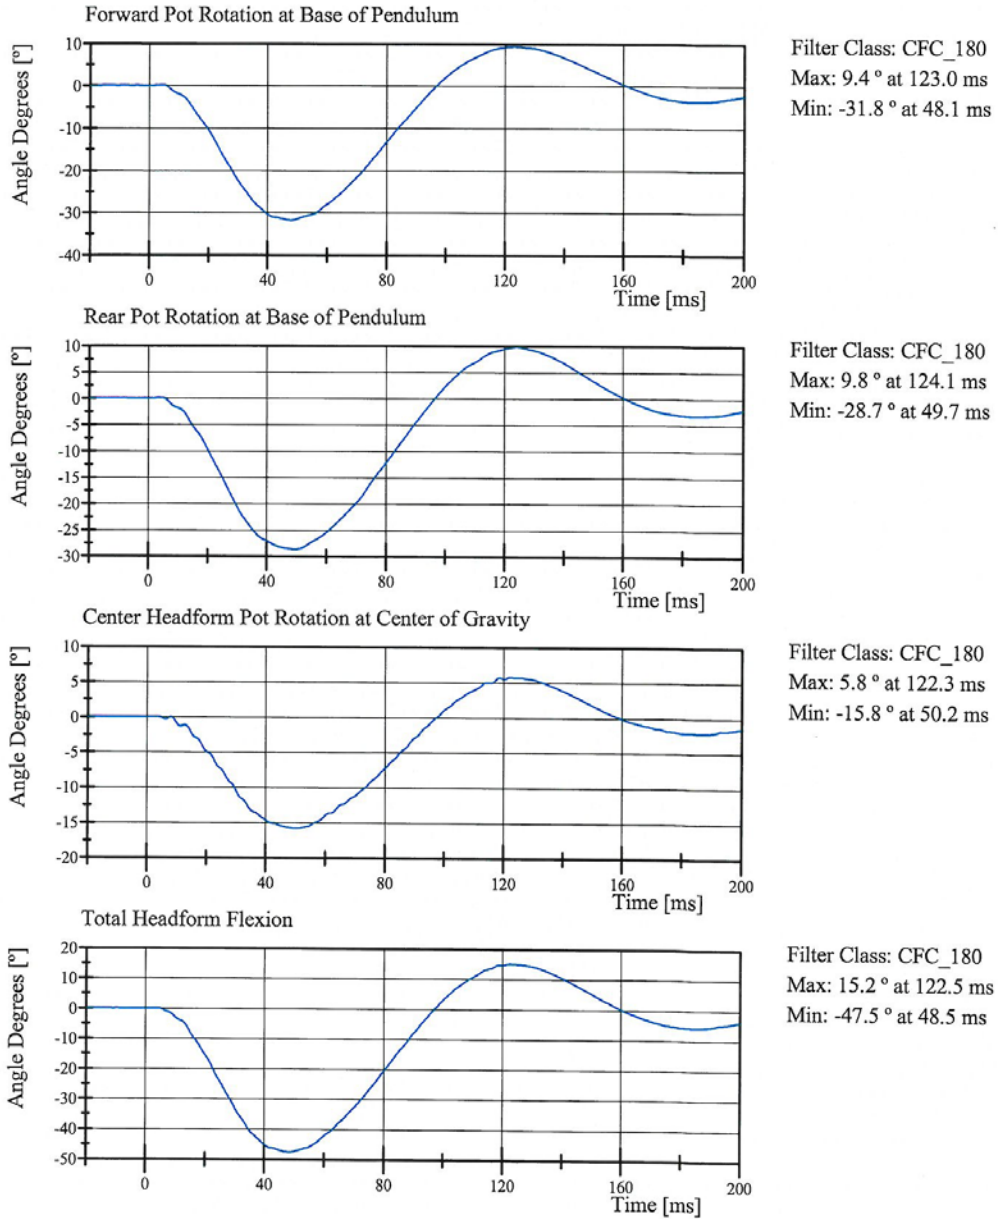 Forward Pot Rotation at Base of Pendulum
Angle Degrees [°]
10
0
-10
-20
-30
-40
0
40
80
120
160
200
Time [ms]
Filter Class: CFC_180
Max: 9.4 ° at 123.0 ms
Min: -31.8 ° at 48.1 ms
Rear Pot Rotation at Base of Pendulum
Angle Degrees [°]
10
5
0
-5
-10
-15
-20
-25
-30
0
40
80
120
160
200
Time [ms]
Filter Class: CFC_180
Max: 9.8 ° at 124.1 ms
Min: -28.7 ° at 49.7 ms
Center Headform Pot Rotation at Center of Gravity
Angle Degrees [°]
10
5
0
-5
-10
-15
-20
0
40
80
120
160
200
Time [ms]
Filter Class: CFC_180
Max: 5.8 ° at 122.3 ms
Min: -15.8 ° at 50.2 ms
Total Headform Flexion
Angle Degrees [°]
20
10
0
-10
-20
-30
-40
-50
0
40
80
120
160
200
Time [ms]
Filter Class: CFC_180
Max: 15.2 ° at 122.5 ms
Min: -47.5 ° at 48.5 ms